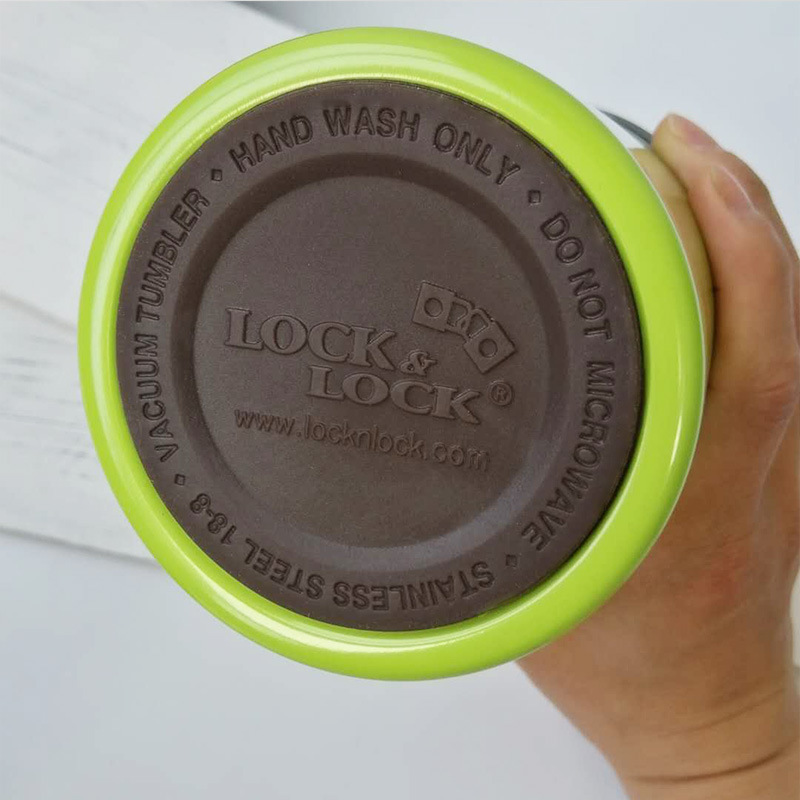 VACUUM TUMBLER • HAND WASH ONLY • DO NOT MICROWAVE • STAINLESS STEEL 18-8 •
LOCK &
LOCK®
www.locknlock.com